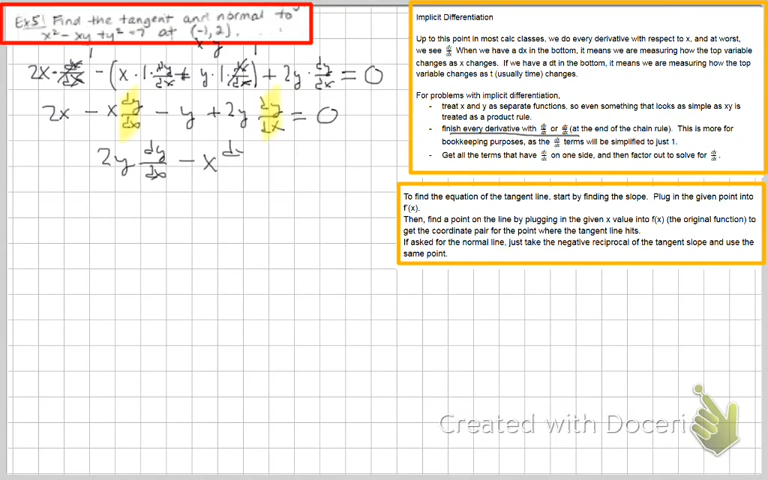 Ex5| Find the tangent and normal to
x² - xy + y² = 7 at (-1, 2).
x y
1 1
2x · dx/dx - (x · 1 · dy/dx + y · 1 · dx/dx) + 2y · dy/dx = 0
2x - x dy/dx - y + 2y dy/dx = 0
2y dy/dx - x dy
Implicit Differentiation
Up to this point in most calc classes, we do every derivative with respect to x, and at worst,
we see dy/dx. When we have a dx in the bottom, it means we are measuring how the top variable
changes as x changes. If we have a dt in the bottom, it means we are measuring how the top
variable changes as t (usually time) changes.
For problems with implicit differentiation,
- treat x and y as separate functions, so even something that looks as simple as xy is
treated as a product rule.
- finish every derivative with dy/dx or dx/dx (at the end of the chain rule). This is more for
bookkeeping purposes, as the dx/dx terms will be simplified to just 1.
- Get all the terms that have dy/dx on one side, and then factor out to solve for dy/dx.
To find the equation of the tangent line, start by finding the slope. Plug in the given point into
f'(x).
Then, find a point on the line by plugging in the given x value into f(x) (the original function) to
get the coordinate pair for the point where the tangent line hits.
If asked for the normal line, just take the negative reciprocal of the tangent slope and use the
same point.
Created with Doceri